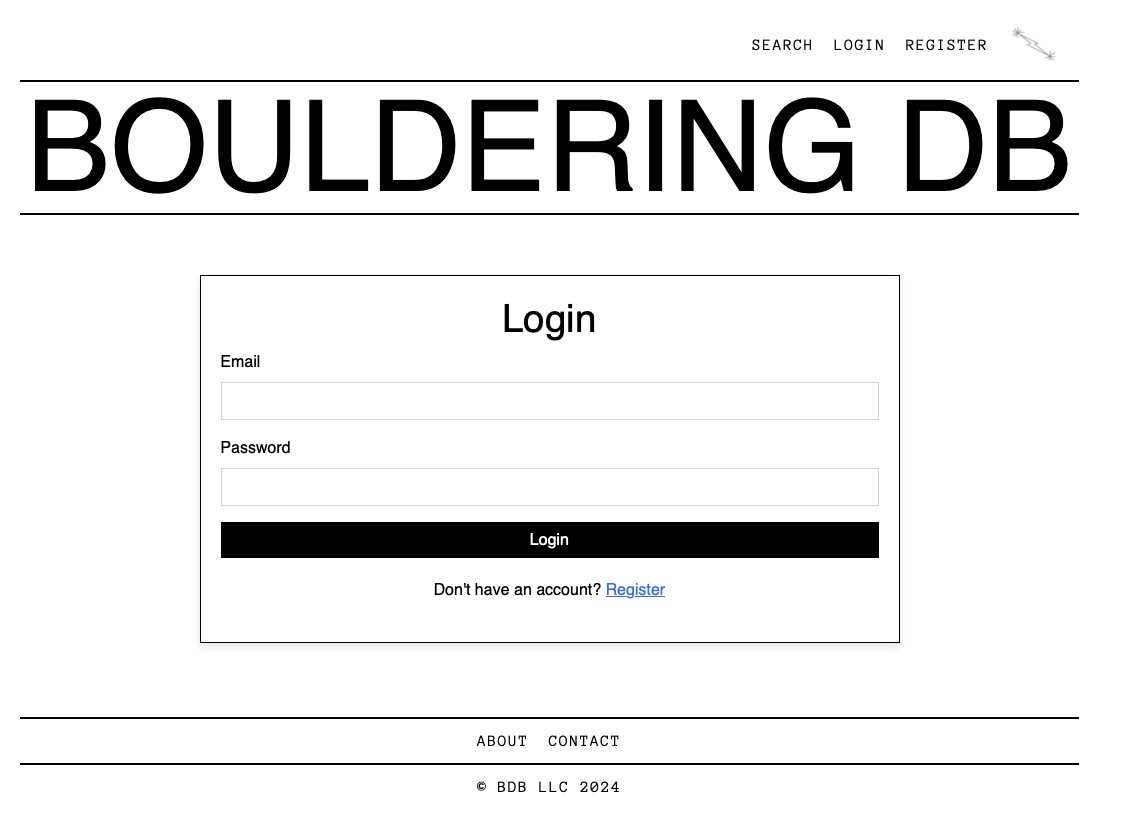 SEARCH LOGIN REGISTER
BOULDERING DB
Login
Email
Password
Login
Don't have an account? Register
ABOUT CONTACT
© BDB LLC 2024